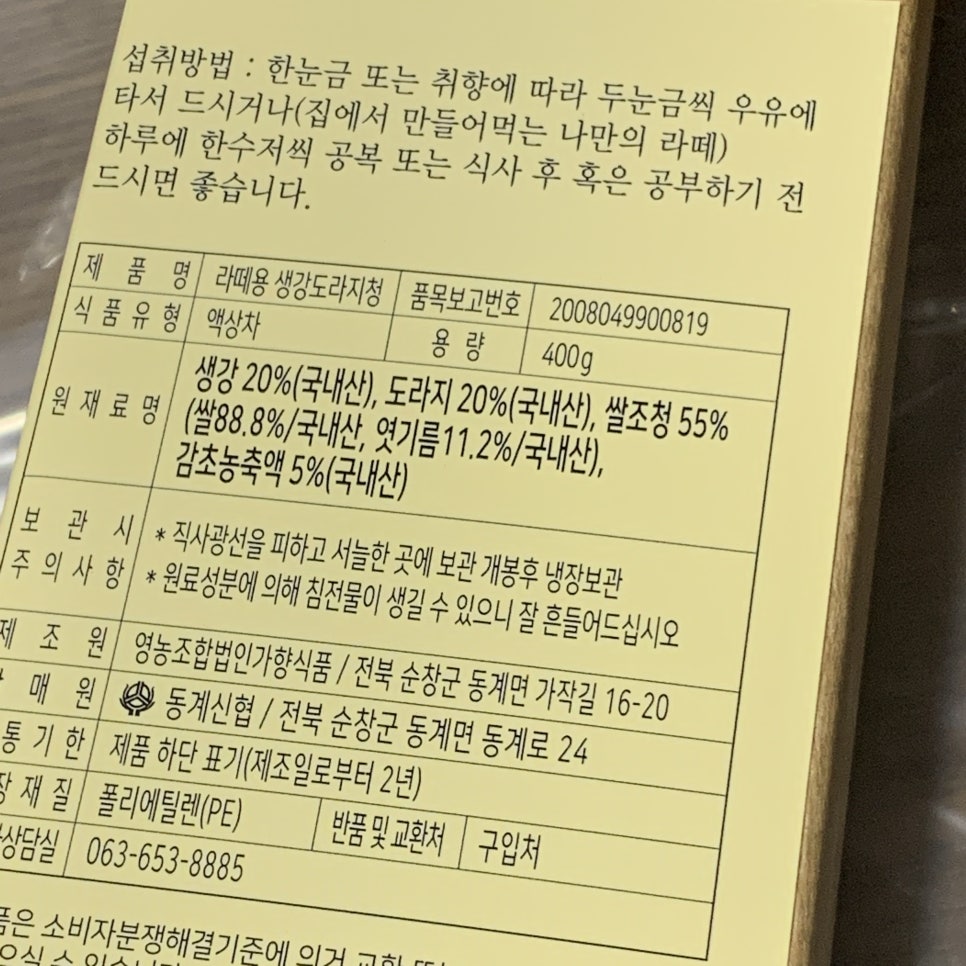 섭취방법 : 한눈금 또는 취향에 따라 두눈금씩 우유에
타서 드시거나(집에서 만들어먹는 나만의 라떼)
하루에 한수저씩 공복 또는 식사 후 혹은 공부하기 전
드시면 좋습니다.
제 품 명 라떼용 생강도라지청 품목보고번호 2008049900819
식 품 유 형 액상차 용 량 400g
원 재 료 명 생강 20%(국내산), 도라지 20%(국내산), 쌀조청 55%
(쌀88.8%/국내산, 엿기름11.2%/국내산),
감초농축액 5%(국내산)
보 관 시 * 직사광선을 피하고 서늘한 곳에 보관 개봉후 냉장보관
주 의 사 항 * 원료성분에 의해 침전물이 생길 수 있으니 잘 흔들어드십시오
제 조 원 영농조합법인가향식품 / 전북 순창군 동계면 가작길 16-20
매 원 동계신협 / 전북 순창군 동계면 동계로 24
통 기 한 제품 하단 표기(제조일로부터 2년)
장 재 질 폴리에틸렌(PE) 반품 및 교환처 구입처
상담실 063-653-8885
품은 소비자분쟁해결기준에 의거 교환